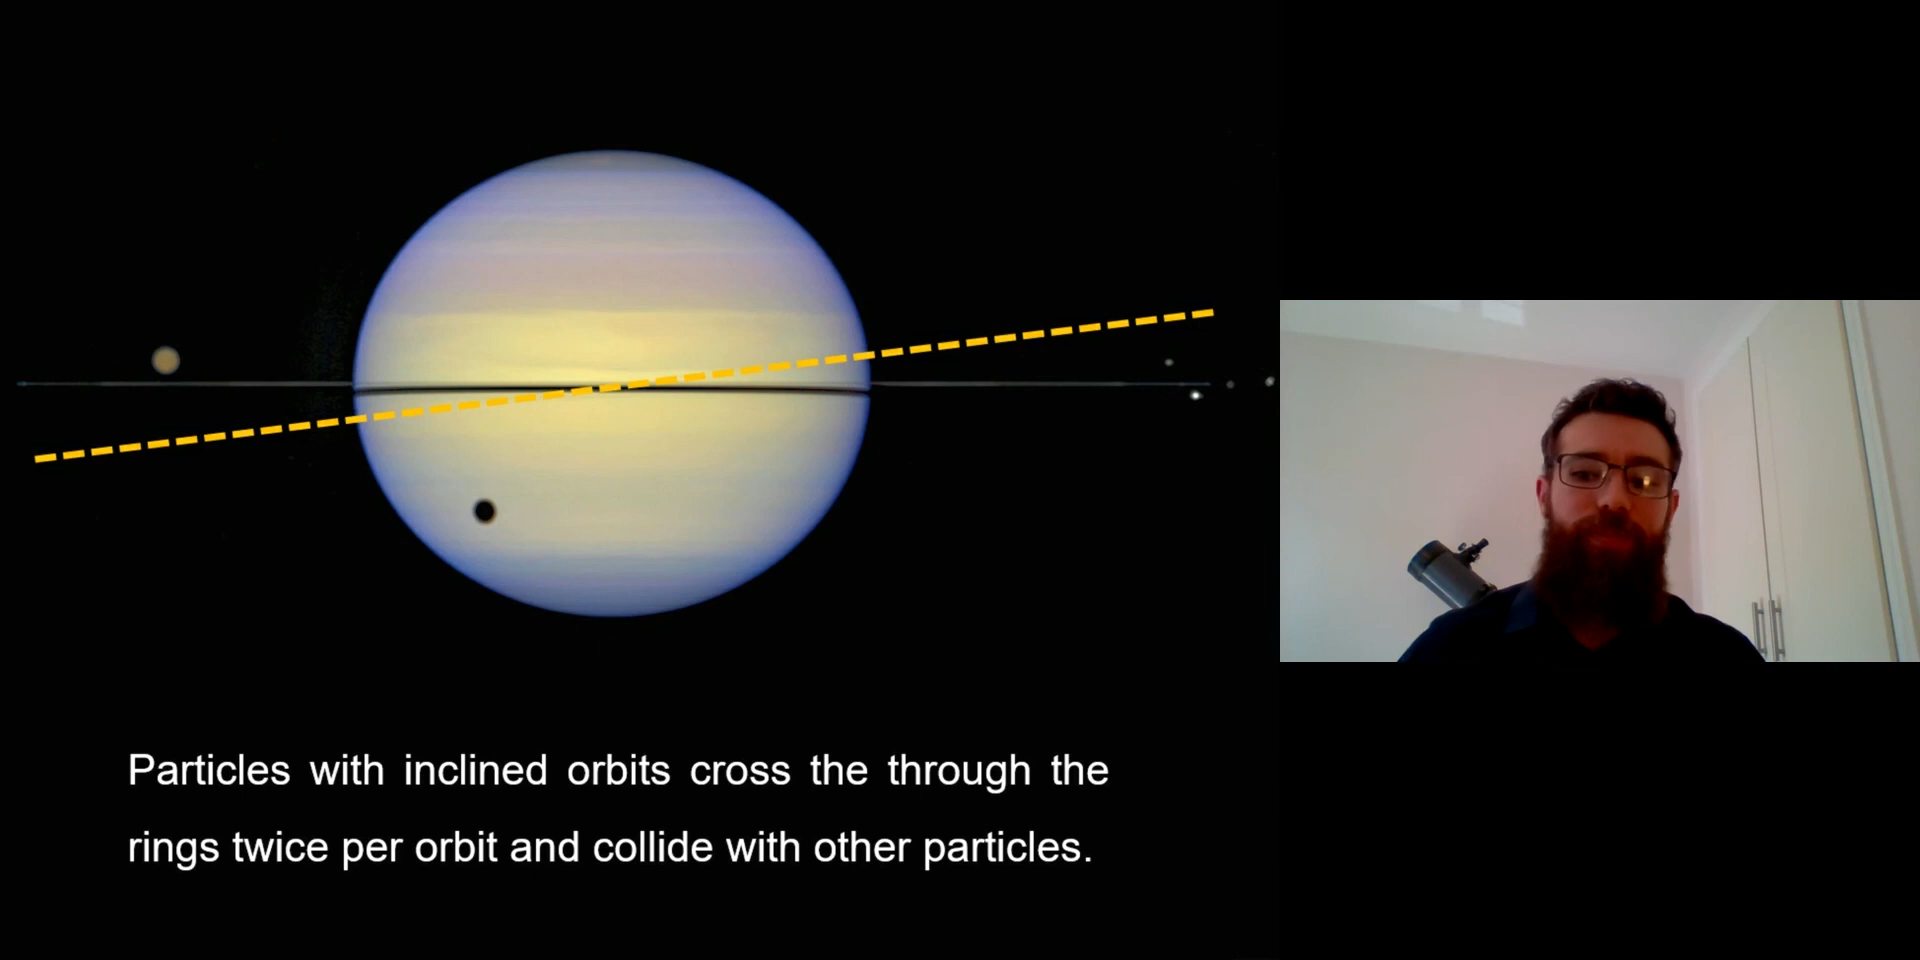 Particles with inclined orbits cross the through the
rings twice per orbit and collide with other particles.